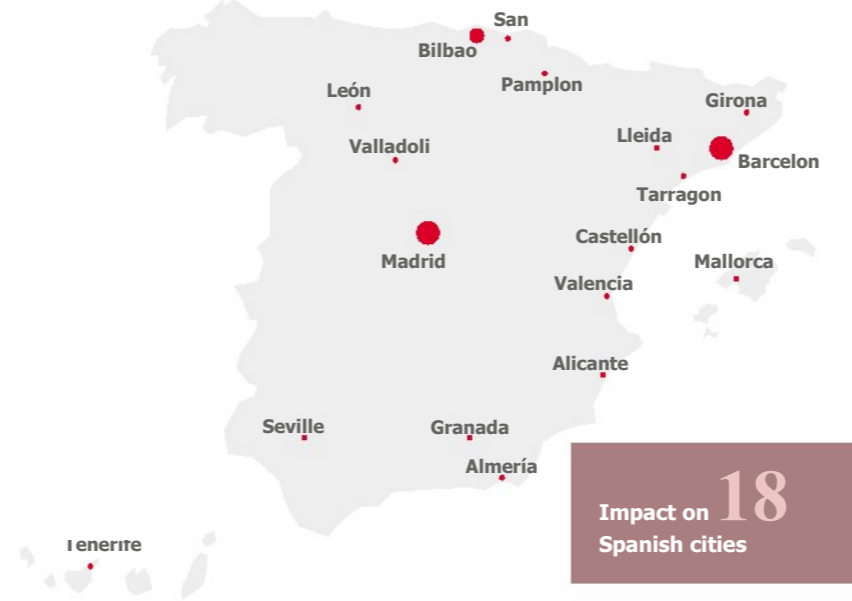 San
Bilbao
Pamplon
León
Girona
Lleida
Valladoli
Barcelon
Tarragon
Castellón
Madrid
Mallorca
Valencia
Alicante
Seville
Granada
Almería
Impact on 18
Spanish cities
Tenerife